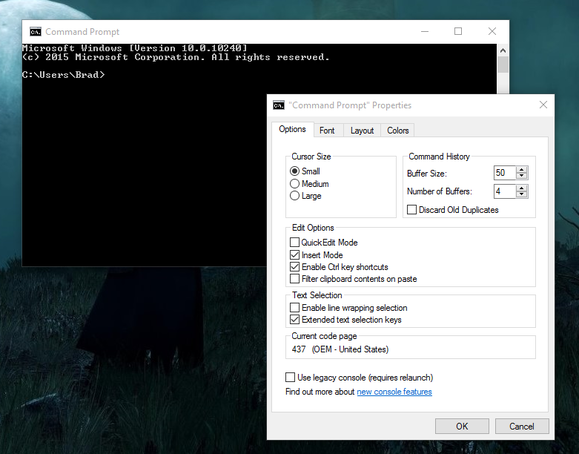 Command Prompt
Microsoft Windows [Version 10.0.10240]
(c) 2015 Microsoft Corporation. All rights reserved.
C:\Users\Brad>
"Command Prompt" Properties
Options Font Layout Colors
Cursor Size
Small
Medium
Large
Command History
Buffer Size: 50
Number of Buffers: 4
Discard Old Duplicates
Edit Options
QuickEdit Mode
Insert Mode
Enable Ctrl key shortcuts
Filter clipboard contents on paste
Text Selection
Enable line wrapping selection
Extended text selection keys
Current code page
437 (OEM - United States)
Use legacy console (requires relaunch)
Find out more about new console features
OK Cancel